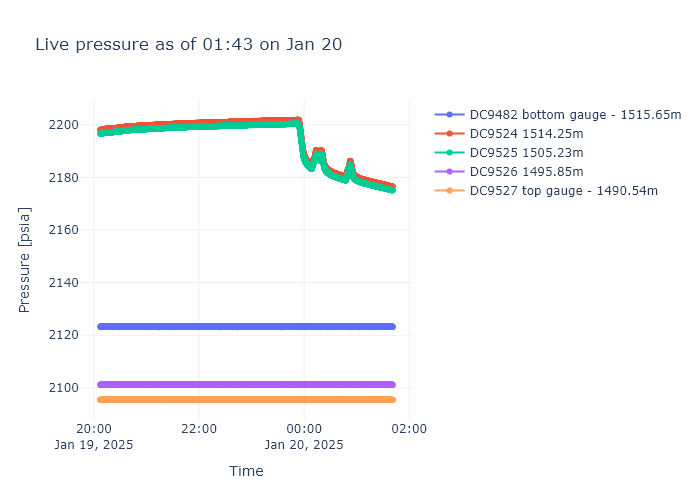 Live pressure as of 01:43 on Jan 20
DC9482 bottom gauge - 1515.65m
DC9524 1514.25m
DC9525 1505.23m
DC9526 1495.85m
DC9527 top gauge - 1490.54m
Pressure [psia]
2200
2180
2160
2140
2120
2100
20:00 22:00 00:00 02:00
Jan 19, 2025 Jan 20, 2025
Time